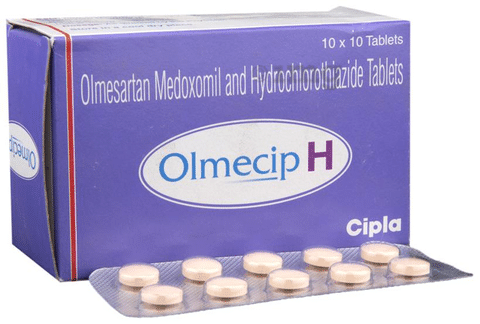 10 x 10 Tablets
Olmesartan Medoxomil and Hydrochlorothiazide Tablets
Olmecip H
Cipla
Olmecip H